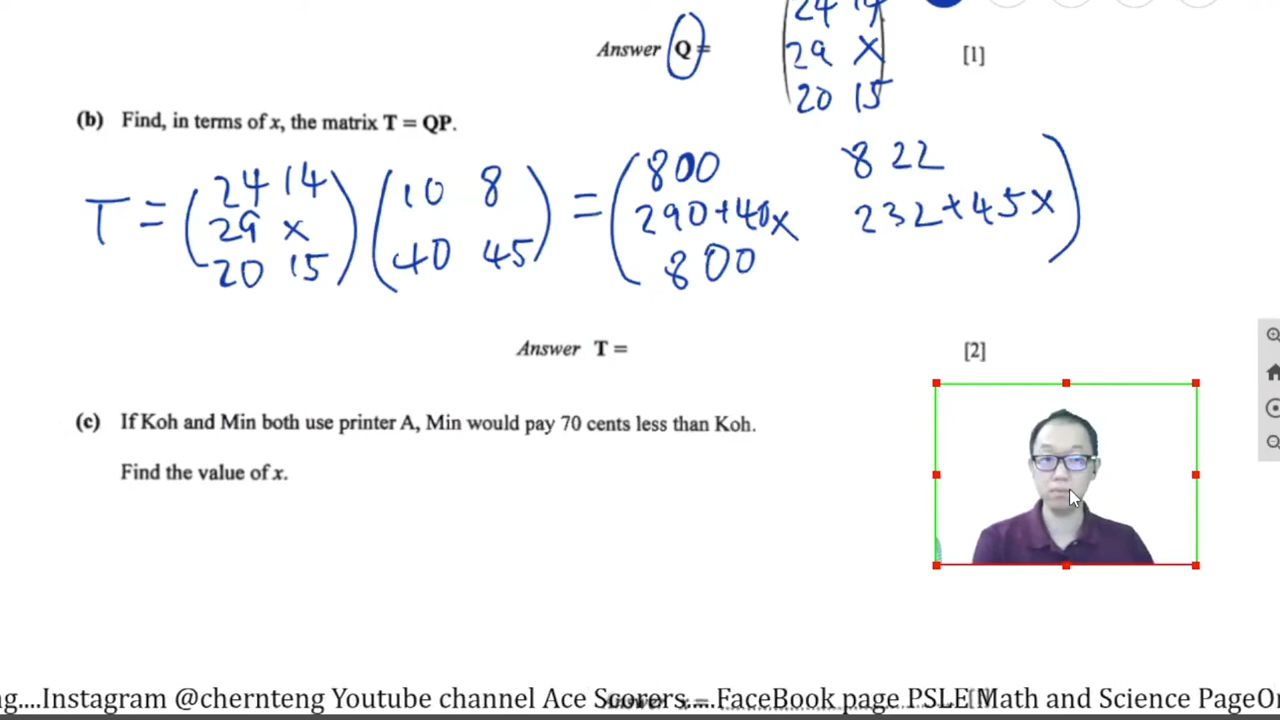 24 14
Answer Q = 29 x [1]
20 15
(b) Find, in terms of x, the matrix T = QP.
T = ( 24 14 ) ( 10 8 ) = ( 800 822 )
29 x 290+40x 232+45x
20 15 40 45 800
Answer T = [2]
(c) If Koh and Min both use printer A, Min would pay 70 cents less than Koh.
Find the value of x.
ng....Instagram @chernteng Youtube channel Ace Scorers....FaceBook page PSLE Math and Science PageOn